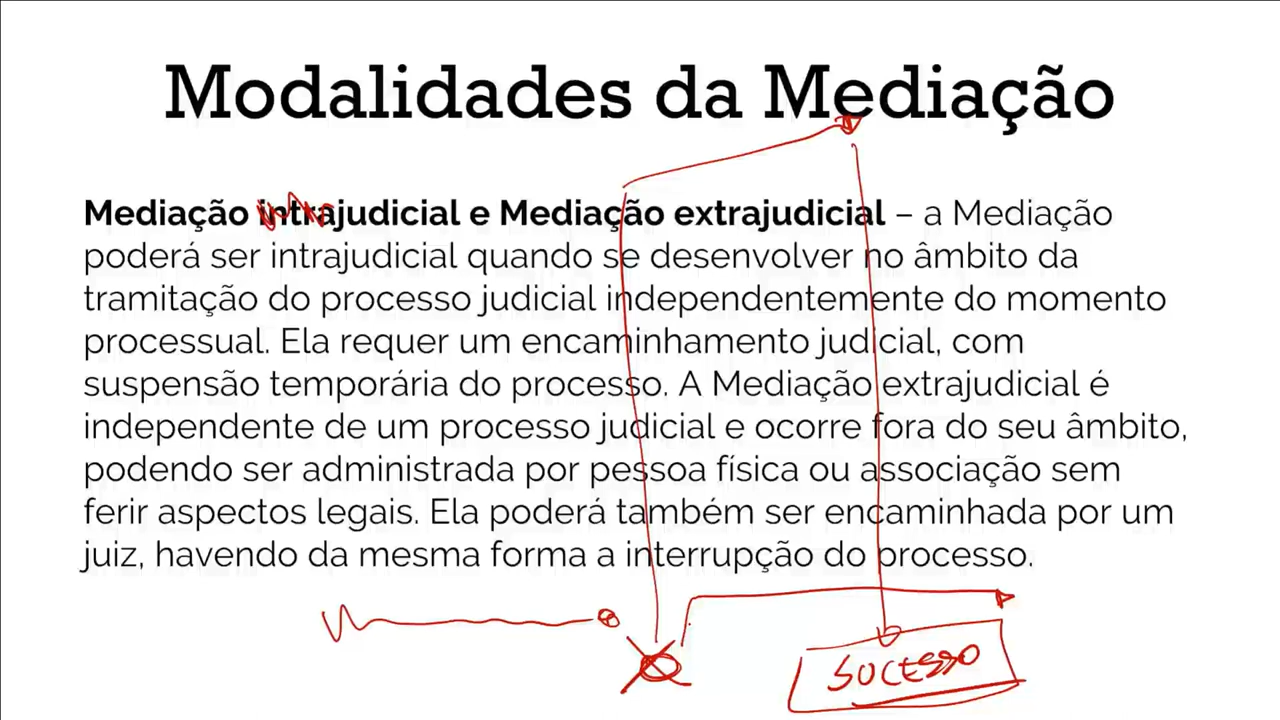 Modalidades da Mediação
Mediação intrajudicial e Mediação extrajudicial – a Mediação
poderá ser intrajudicial quando se desenvolver no âmbito da
tramitação do processo judicial independentemente do momento
processual. Ela requer um encaminhamento judicial, com
suspensão temporária do processo. A Mediação extrajudicial é
independente de um processo judicial e ocorre fora do seu âmbito,
podendo ser administrada por pessoa física ou associação sem
ferir aspectos legais. Ela poderá também ser encaminhada por um
juiz, havendo da mesma forma a interrupção do processo.
SUCESSO